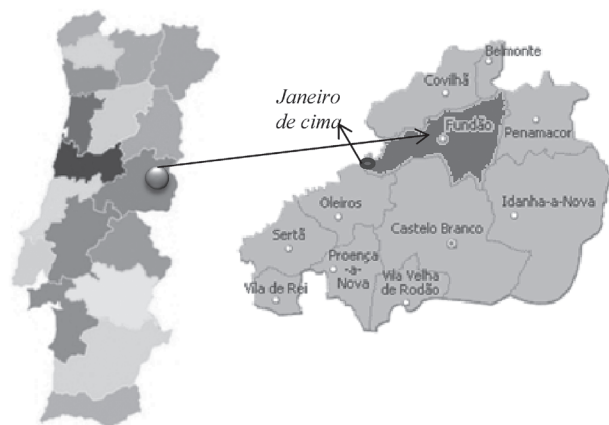 Belmonte
Covilhã
Janeiro
de cima
Fundão
Penamacor
Oleiros
Idanha-a-Nova
Sertã
Castelo Branco
Proença
-a-
Nova
Vila de Rei
Vila Velha
de Rodão